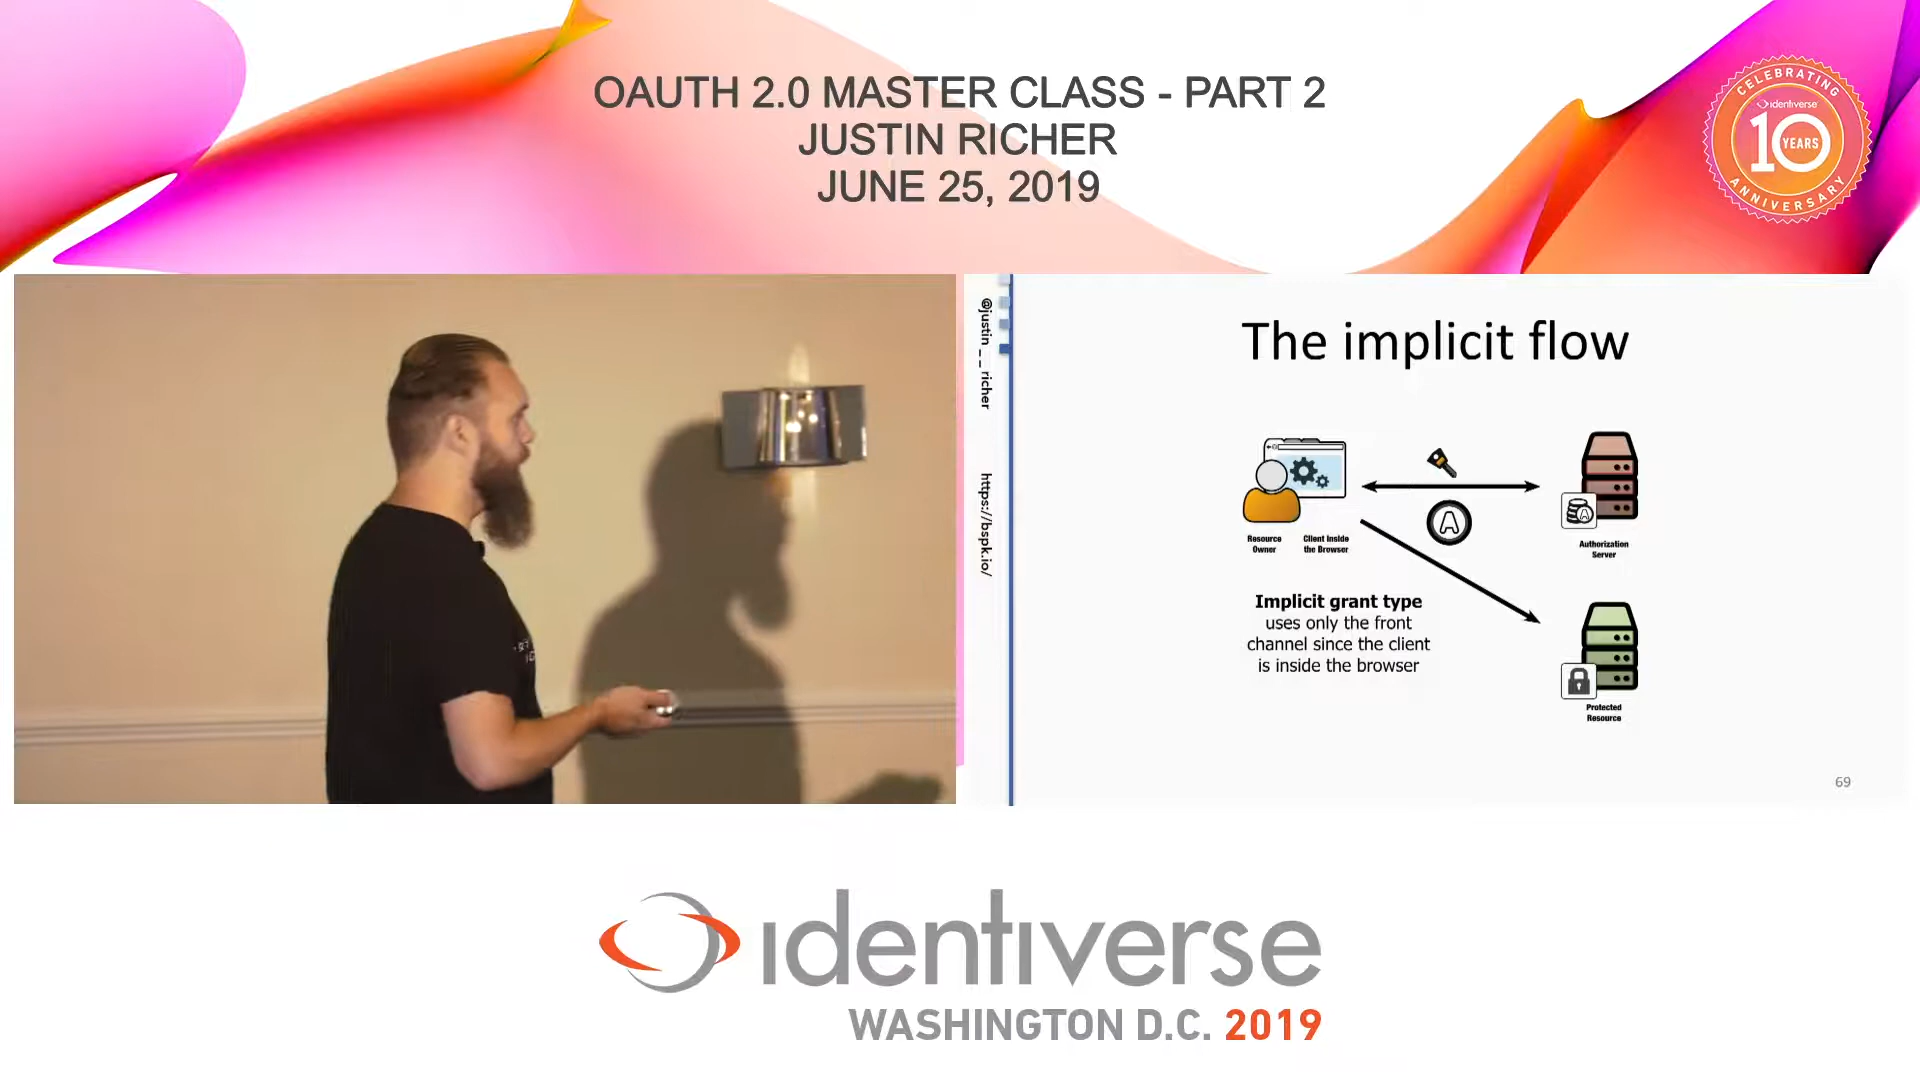 OAUTH 2.0 MASTER CLASS - PART 2
JUSTIN RICHER
JUNE 25, 2019
CELEBRATING
identiverse
10
YEARS
ANNIVERSARY
@justin__richer
https://bspk.io/
The implicit flow
A
A
Resource
Owner
Client Inside
the Browser
Authorization
Server
Implicit grant type
uses only the front
channel since the client
is inside the browser
Protected
Resource
69
identiverse
WASHINGTON D.C. 2019